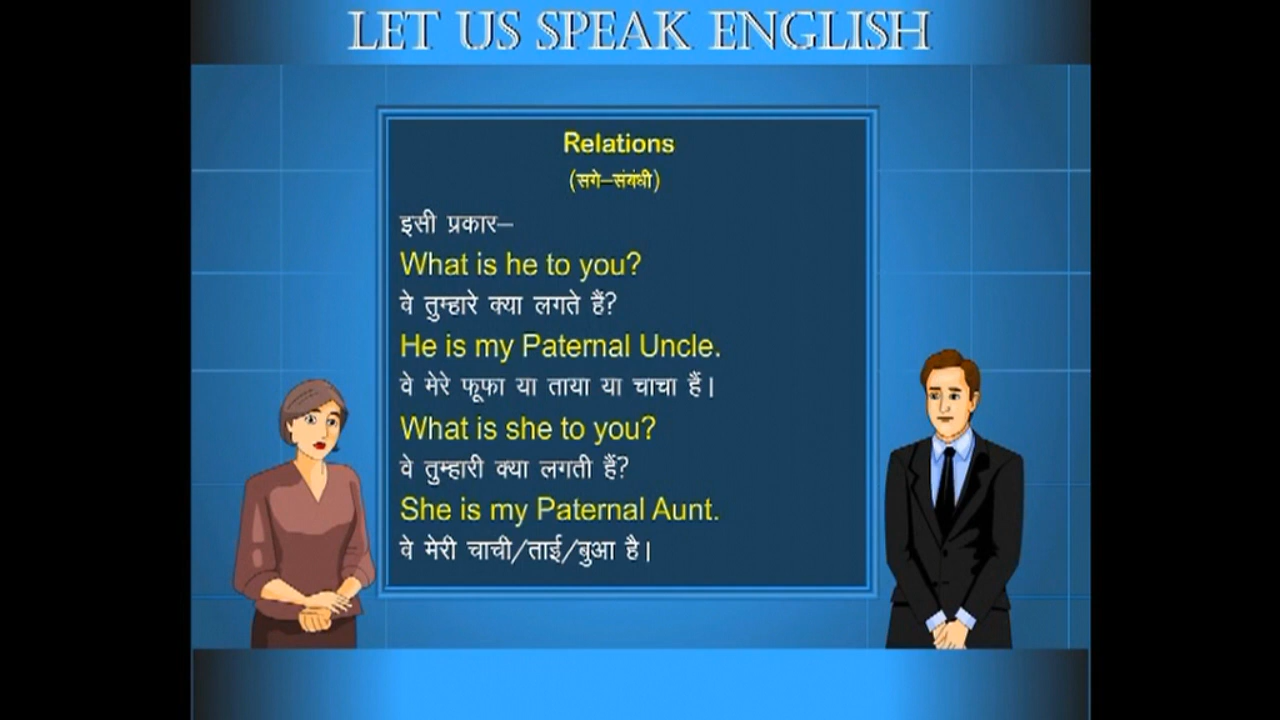 LET US SPEAK ENGLISH
Relations
(सगे–संबंधी)
इसी प्रकार–
What is he to you?
वे तुम्हारे क्या लगते हैं?
He is my Paternal Uncle.
वे मेरे फूफा या ताया या चाचा हैं।
What is she to you?
वे तुम्हारी क्या लगती हैं?
She is my Paternal Aunt.
वे मेरी चाची/ताई/बुआ है।